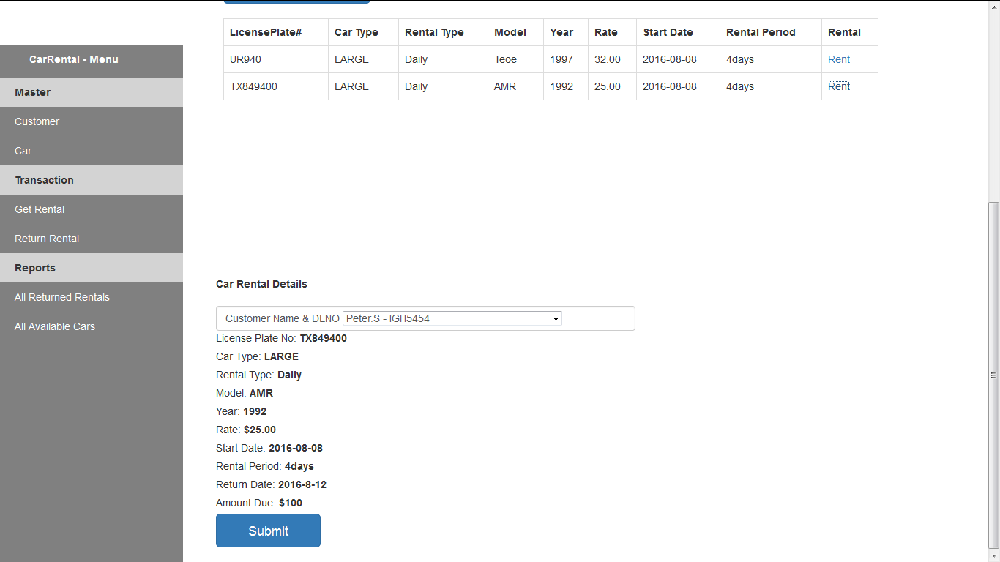 CarRental - Menu
Master
Customer
Car
Transaction
Get Rental
Return Rental
Reports
All Returned Rentals
All Available Cars
LicensePlate# Car Type Rental Type Model Year Rate Start Date Rental Period Rental
UR940 LARGE Daily Teoe 1997 32.00 2016-08-08 4days Rent
TX849400 LARGE Daily AMR 1992 25.00 2016-08-08 4days Rent
Car Rental Details
Customer Name & DLNO Peter.S - IGH5454
License Plate No: TX849400
Car Type: LARGE
Rental Type: Daily
Model: AMR
Year: 1992
Rate: $25.00
Start Date: 2016-08-08
Rental Period: 4days
Return Date: 2016-8-12
Amount Due: $100
Submit